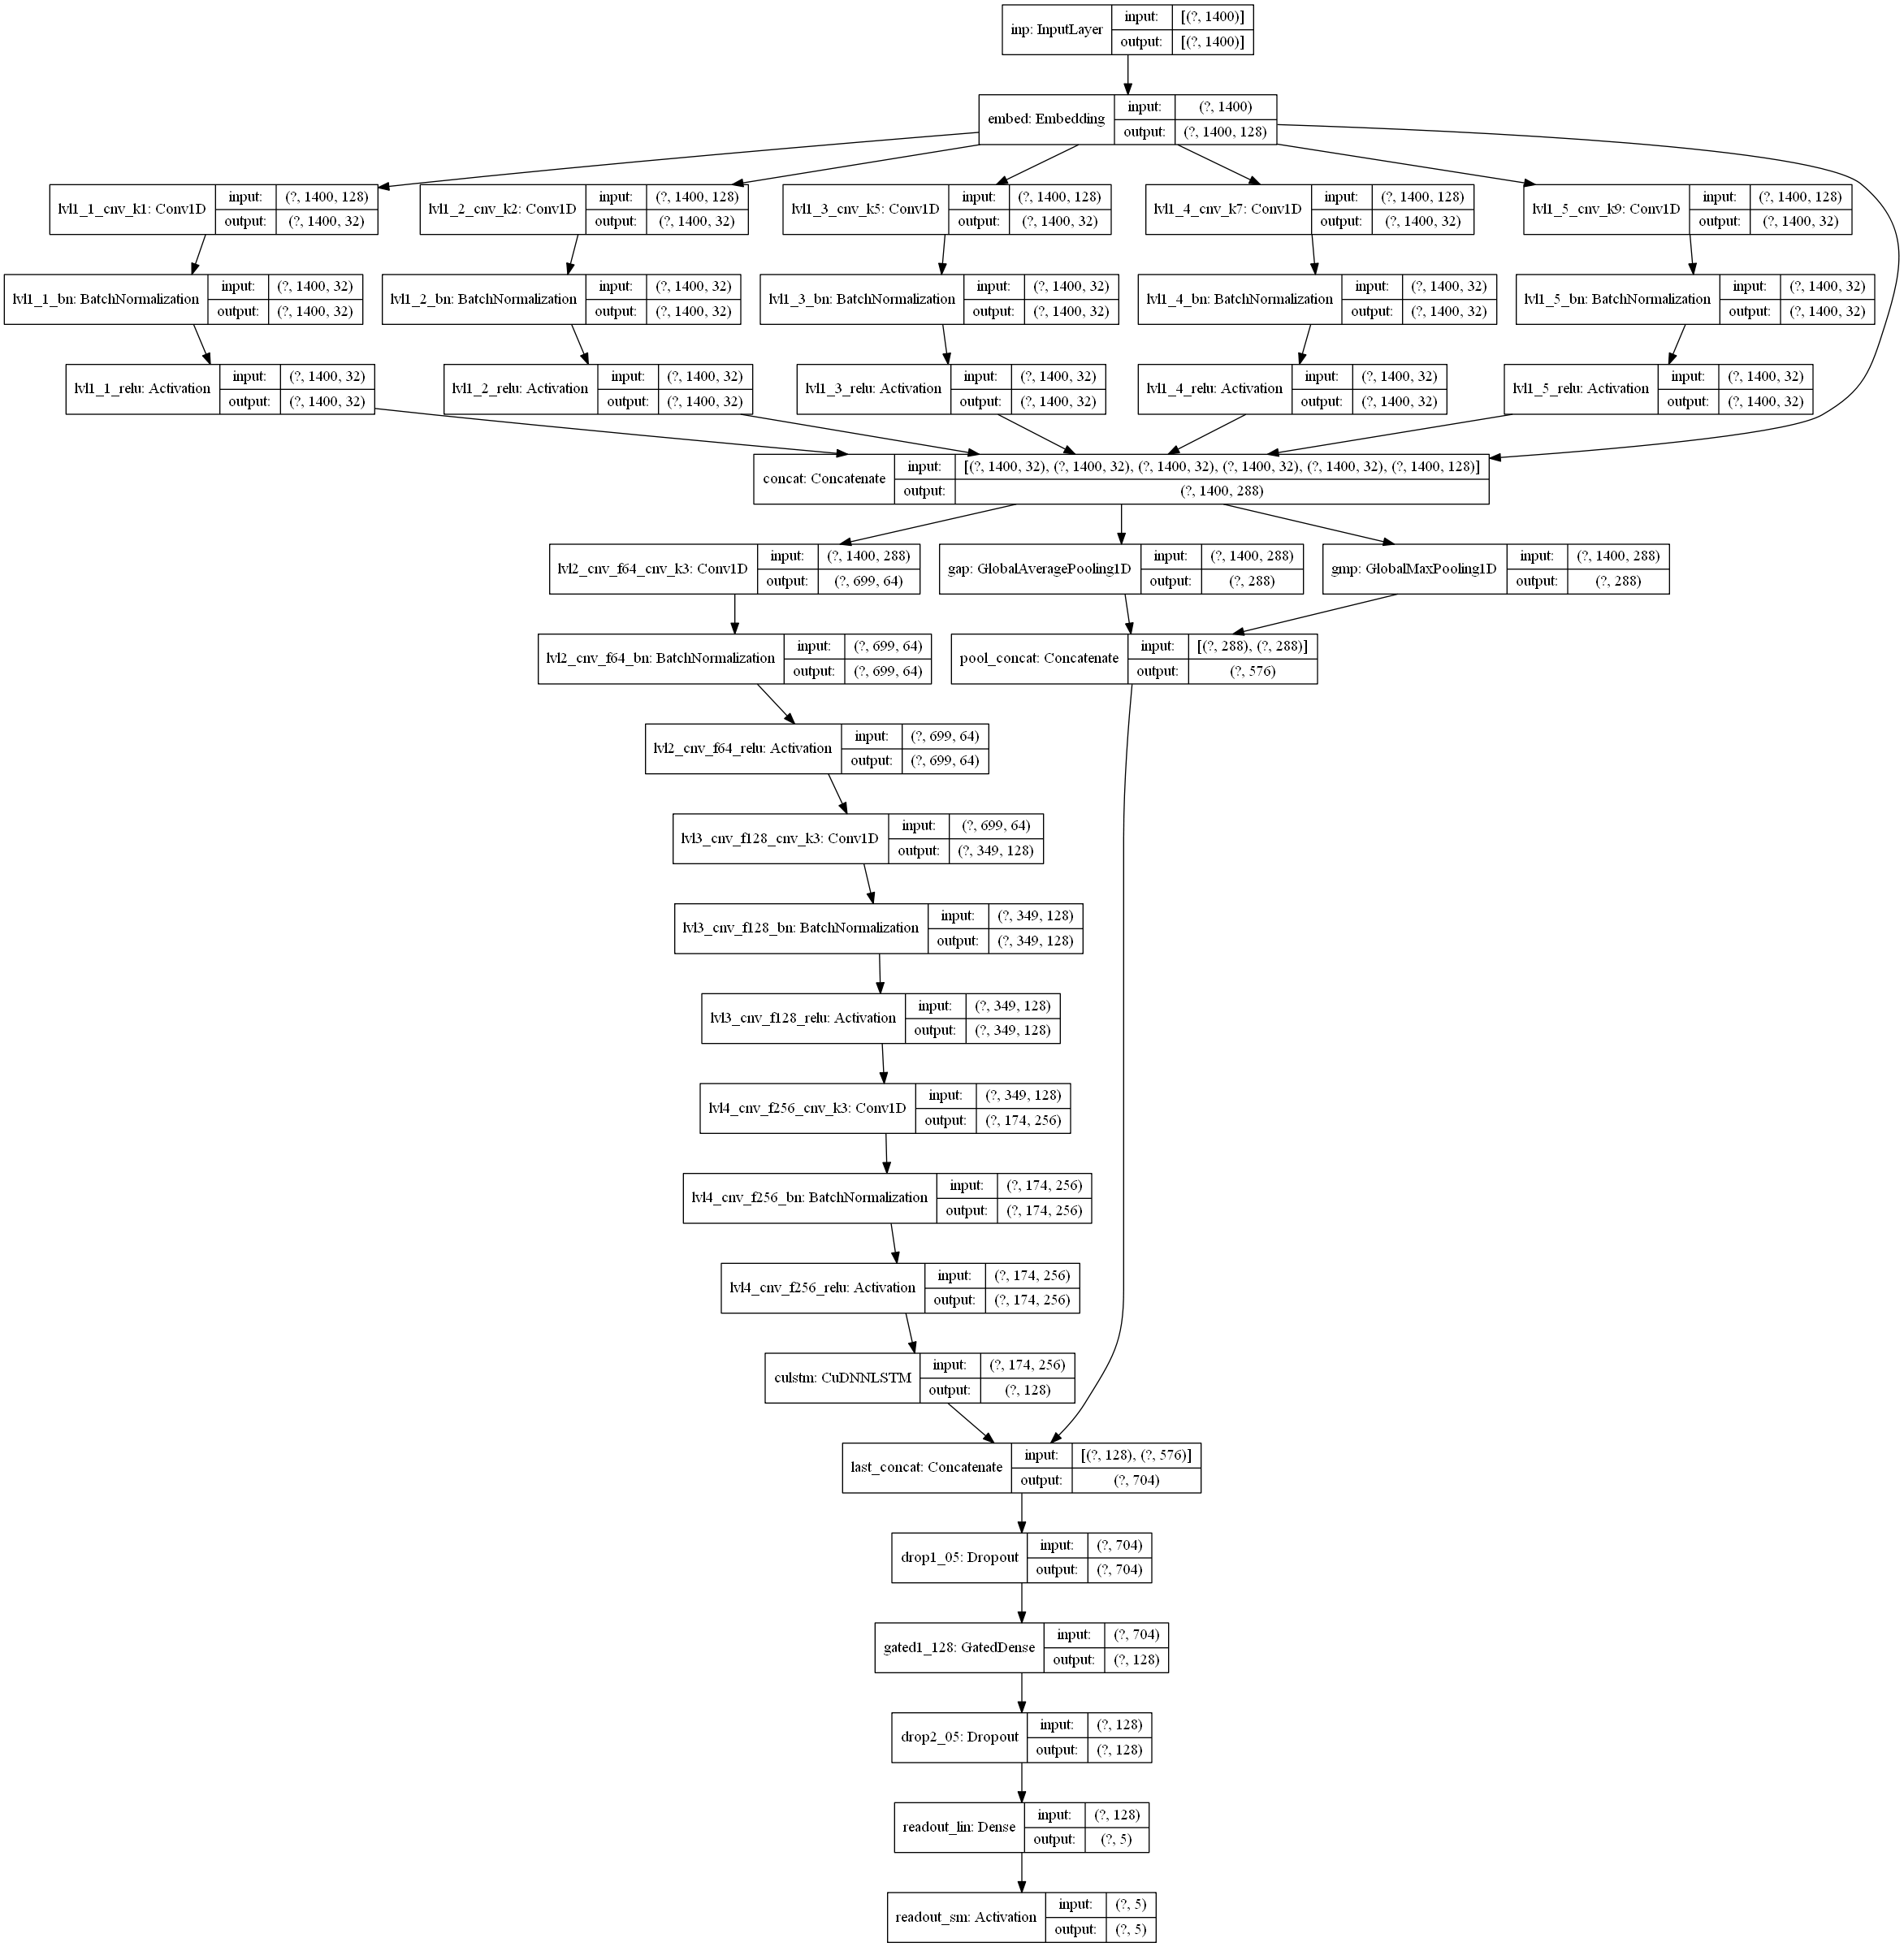 inp: InputLayer
input: [(?, 1400)]
output: [(?, 1400)]
embed: Embedding
input: (?, 1400)
output: (?, 1400, 128)
lvl1_1_cnv_k1: Conv1D
input: (?, 1400, 128)
output: (?, 1400, 32)
lvl1_2_cnv_k2: Conv1D
input: (?, 1400, 128)
output: (?, 1400, 32)
lvl1_3_cnv_k5: Conv1D
input: (?, 1400, 128)
output: (?, 1400, 32)
lvl1_4_cnv_k7: Conv1D
input: (?, 1400, 128)
output: (?, 1400, 32)
lvl1_5_cnv_k9: Conv1D
input: (?, 1400, 128)
output: (?, 1400, 32)
lvl1_1_bn: BatchNormalization
input: (?, 1400, 32)
output: (?, 1400, 32)
lvl1_2_bn: BatchNormalization
input: (?, 1400, 32)
output: (?, 1400, 32)
lvl1_3_bn: BatchNormalization
input: (?, 1400, 32)
output: (?, 1400, 32)
lvl1_4_bn: BatchNormalization
input: (?, 1400, 32)
output: (?, 1400, 32)
lvl1_5_bn: BatchNormalization
input: (?, 1400, 32)
output: (?, 1400, 32)
lvl1_1_relu: Activation
input: (?, 1400, 32)
output: (?, 1400, 32)
lvl1_2_relu: Activation
input: (?, 1400, 32)
output: (?, 1400, 32)
lvl1_3_relu: Activation
input: (?, 1400, 32)
output: (?, 1400, 32)
lvl1_4_relu: Activation
input: (?, 1400, 32)
output: (?, 1400, 32)
lvl1_5_relu: Activation
input: (?, 1400, 32)
output: (?, 1400, 32)
concat: Concatenate
input: [(?, 1400, 32), (?, 1400, 32), (?, 1400, 32), (?, 1400, 32), (?, 1400, 32), (?, 1400, 128)]
output: (?, 1400, 288)
lvl2_cnv_f64_cnv_k3: Conv1D
input: (?, 1400, 288)
output: (?, 699, 64)
gap: GlobalAveragePooling1D
input: (?, 1400, 288)
output: (?, 288)
gmp: GlobalMaxPooling1D
input: (?, 1400, 288)
output: (?, 288)
lvl2_cnv_f64_bn: BatchNormalization
input: (?, 699, 64)
output: (?, 699, 64)
pool_concat: Concatenate
input: [(?, 288), (?, 288)]
output: (?, 576)
lvl2_cnv_f64_relu: Activation
input: (?, 699, 64)
output: (?, 699, 64)
lvl3_cnv_f128_cnv_k3: Conv1D
input: (?, 699, 64)
output: (?, 349, 128)
lvl3_cnv_f128_bn: BatchNormalization
input: (?, 349, 128)
output: (?, 349, 128)
lvl3_cnv_f128_relu: Activation
input: (?, 349, 128)
output: (?, 349, 128)
lvl4_cnv_f256_cnv_k3: Conv1D
input: (?, 349, 128)
output: (?, 174, 256)
lvl4_cnv_f256_bn: BatchNormalization
input: (?, 174, 256)
output: (?, 174, 256)
lvl4_cnv_f256_relu: Activation
input: (?, 174, 256)
output: (?, 174, 256)
culstm: CuDNNLSTM
input: (?, 174, 256)
output: (?, 128)
last_concat: Concatenate
input: [(?, 128), (?, 576)]
output: (?, 704)
drop1_05: Dropout
input: (?, 704)
output: (?, 704)
gated1_128: GatedDense
input: (?, 704)
output: (?, 128)
drop2_05: Dropout
input: (?, 128)
output: (?, 128)
readout_lin: Dense
input: (?, 128)
output: (?, 5)
readout_sm: Activation
input: (?, 5)
output: (?, 5)